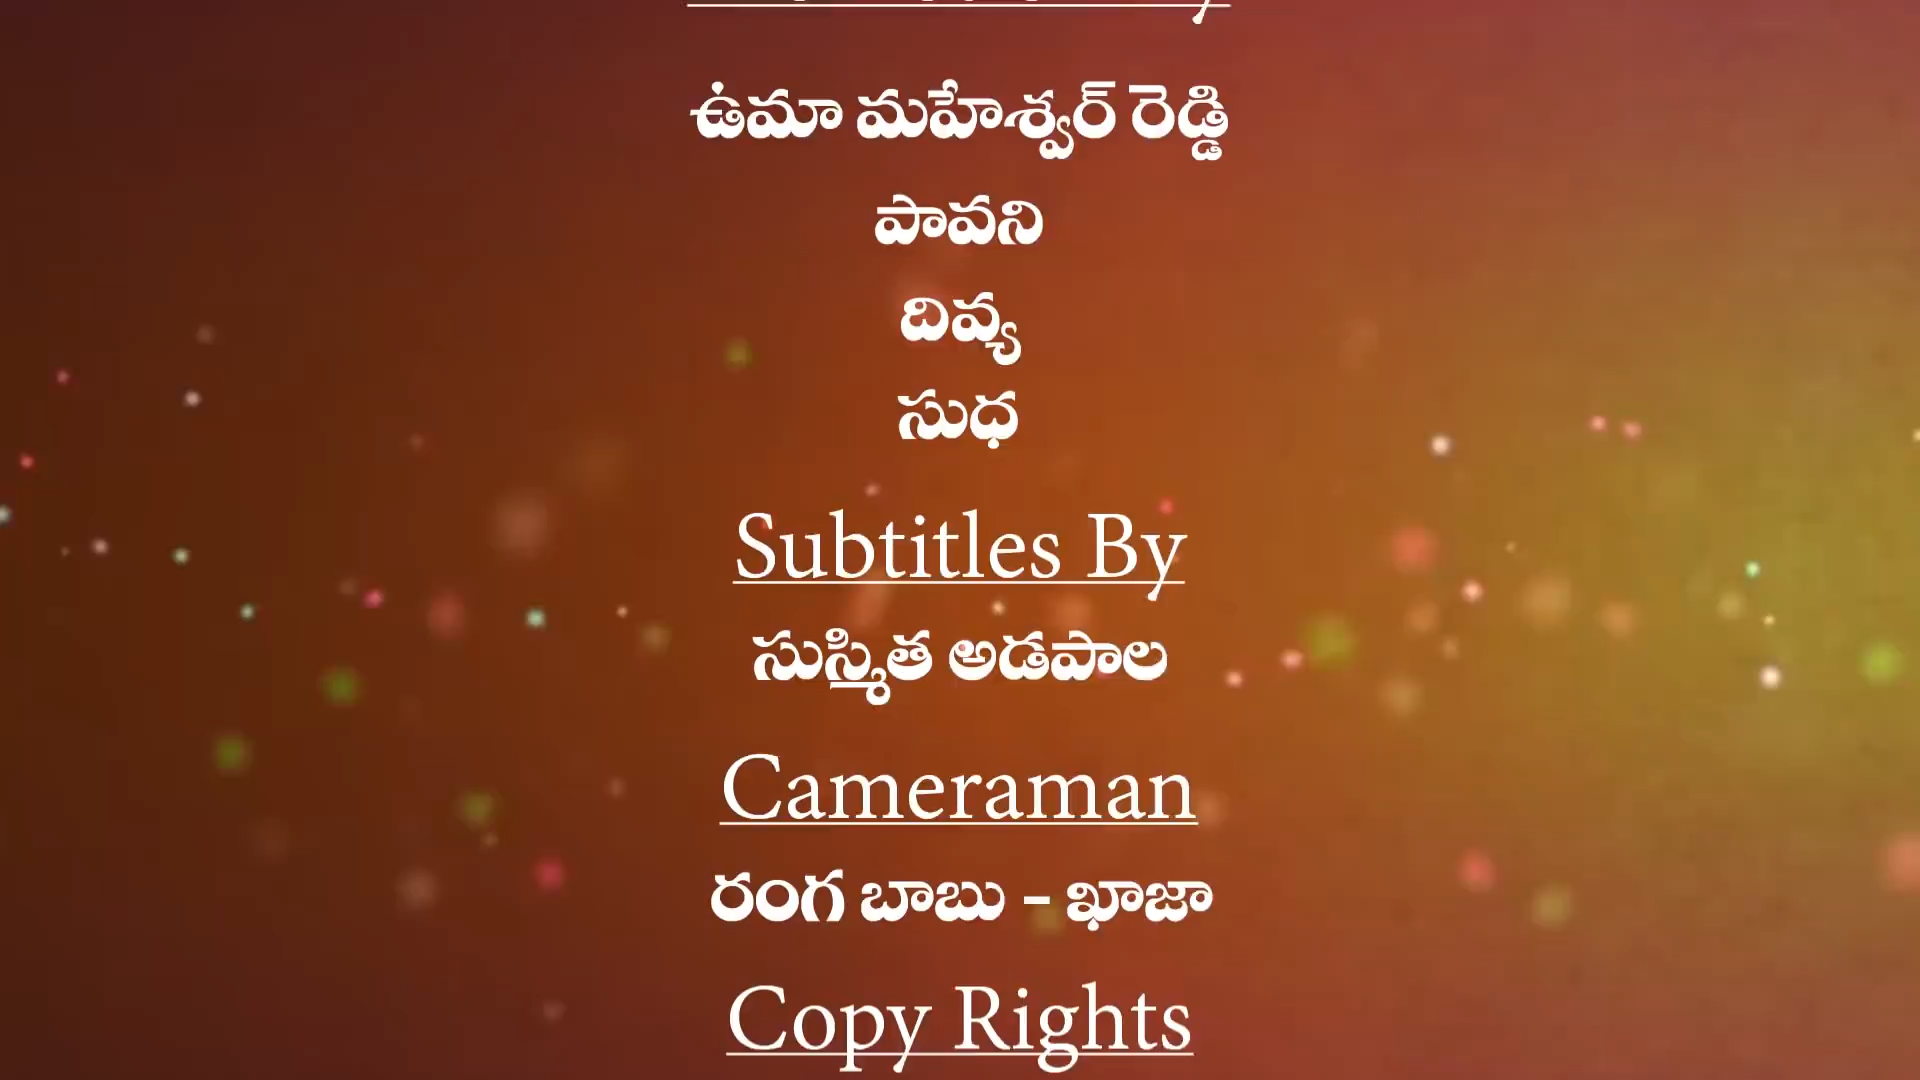 ఉమా మహేశ్వర్ రెడ్డి
పావని
దివ్య
సుధ
Subtitles By
సుస్మిత అడపాల
Cameraman
రంగ బాబు - ఖాజా
Copy Rights